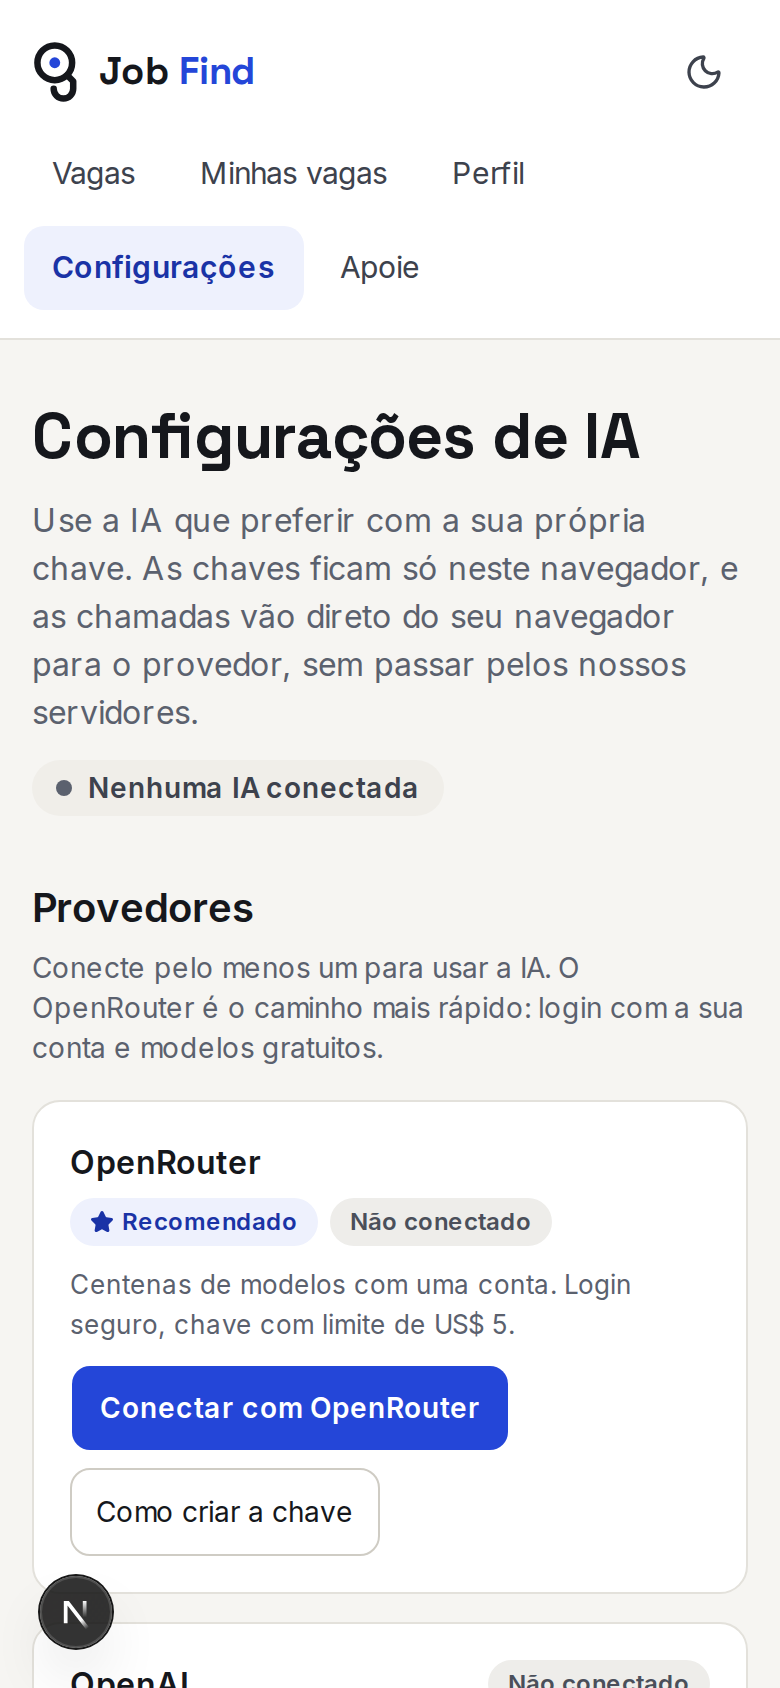 Job Find
Vagas Minhas vagas Perfil
Configurações Apoie
Configurações de IA
Use a IA que preferir com a sua própria
chave. As chaves ficam só neste navegador, e
as chamadas vão direto do seu navegador
para o provedor, sem passar pelos nossos
servidores.
Nenhuma IA conectada
Provedores
Conecte pelo menos um para usar a IA. O
OpenRouter é o caminho mais rápido: login com a sua
conta e modelos gratuitos.
OpenRouter
Recomendado Não conectado
Centenas de modelos com uma conta. Login
seguro, chave com limite de US$ 5.
Conectar com OpenRouter
Como criar a chave
N
OpenAI Não conectado